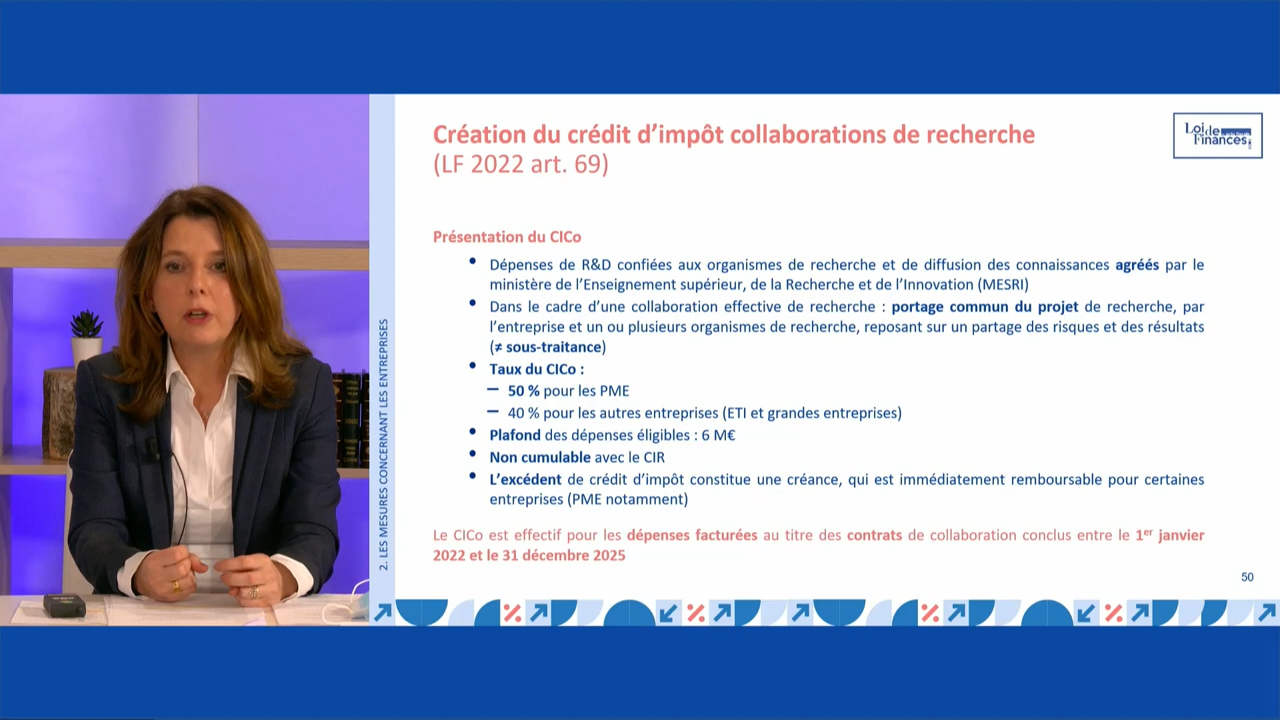 Création du crédit d’impôt collaborations de recherche
(LF 2022 art. 69)
Loi de
Finances
Présentation du CICo
• Dépenses de R&D confiées aux organismes de recherche et de diffusion des connaissances agréés par le
ministère de l’Enseignement supérieur, de la Recherche et de l’Innovation (MESRI)
• Dans le cadre d’une collaboration effective de recherche : portage commun du projet de recherche, par
l’entreprise et un ou plusieurs organismes de recherche, reposant sur un partage des risques et des résultats
(≠ sous-traitance)
• Taux du CICo :
– 50 % pour les PME
– 40 % pour les autres entreprises (ETI et grandes entreprises)
• Plafond des dépenses éligibles : 6 M€
• Non cumulable avec le CIR
• L’excédent de crédit d’impôt constitue une créance, qui est immédiatement remboursable pour certaines
entreprises (PME notamment)
Le CICo est effectif pour les dépenses facturées au titre des contrats de collaboration conclus entre le 1er janvier
2022 et le 31 décembre 2025
2. LES MESURES CONCERNANT LES ENTREPRISES
50